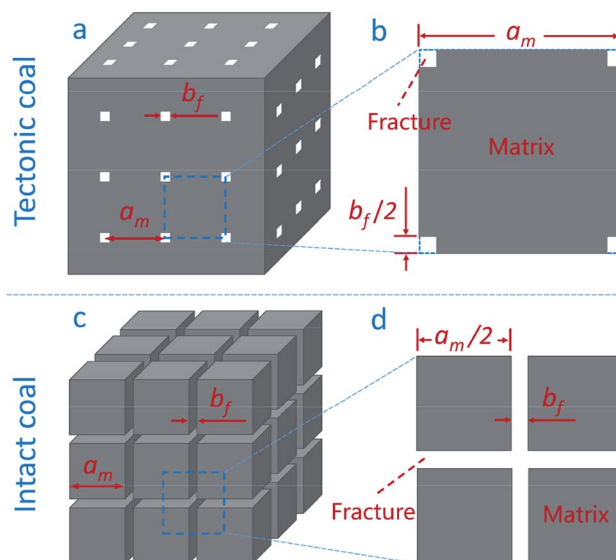 Tectonic coal
a
b_f
a_m
b
a_m
Fracture
Matrix
b_f/2
Intact coal
c
b_f
a_m
d
a_m/2
b_f
Fracture
Matrix